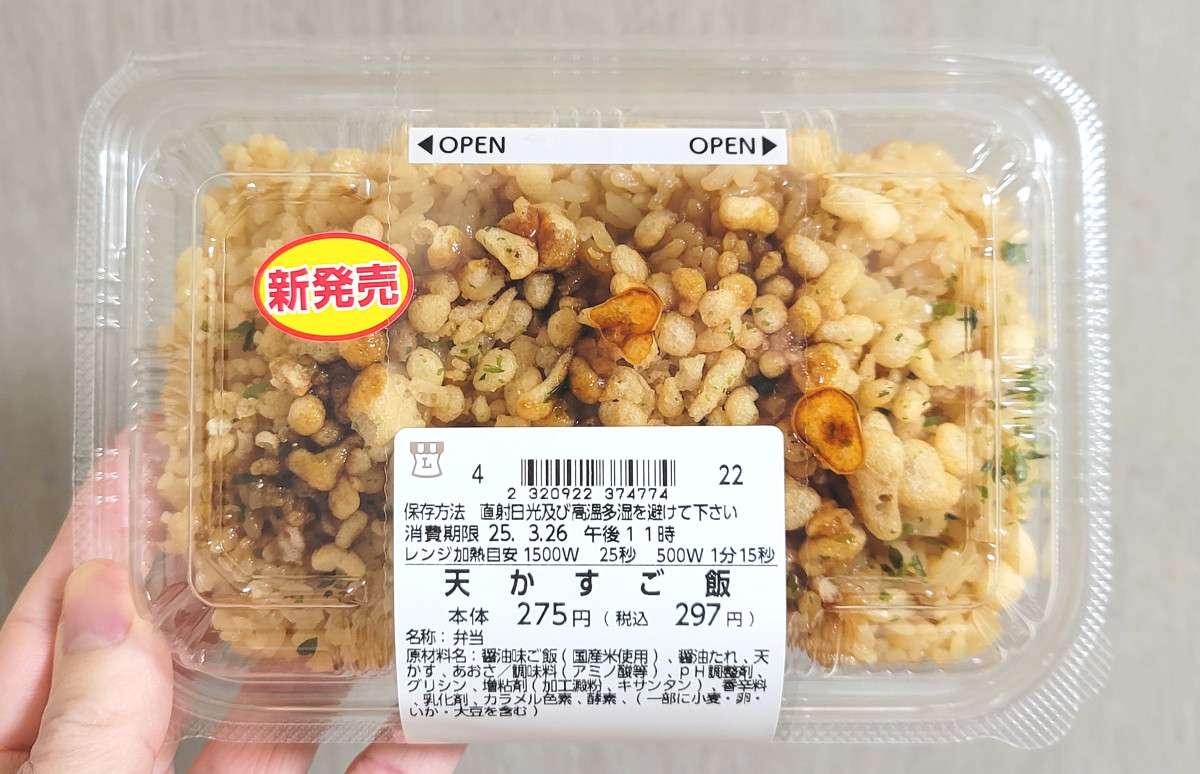 ◀OPEN OPEN▶
新発売
L
4 22
2 320922 374774
保存方法 直射日光及び高温多湿を避けて下さい
消費期限 25. 3.26 午後11時
レンジ加熱目安 1500W 25秒 500W 1分15秒
天かすご飯
本体 275円(税込 297円)
名称:弁当
原材料名:醤油味ご飯(国産米使用)、醤油たれ、天
かす、あおさ/調味料(アミノ酸等)、pH調整剤、
グリシン、増粘剤(加工澱粉、キサンタン)、香辛料
、乳化剤、カラメル色素、酵素、(一部に小麦・卵・
いか・大豆を含む)